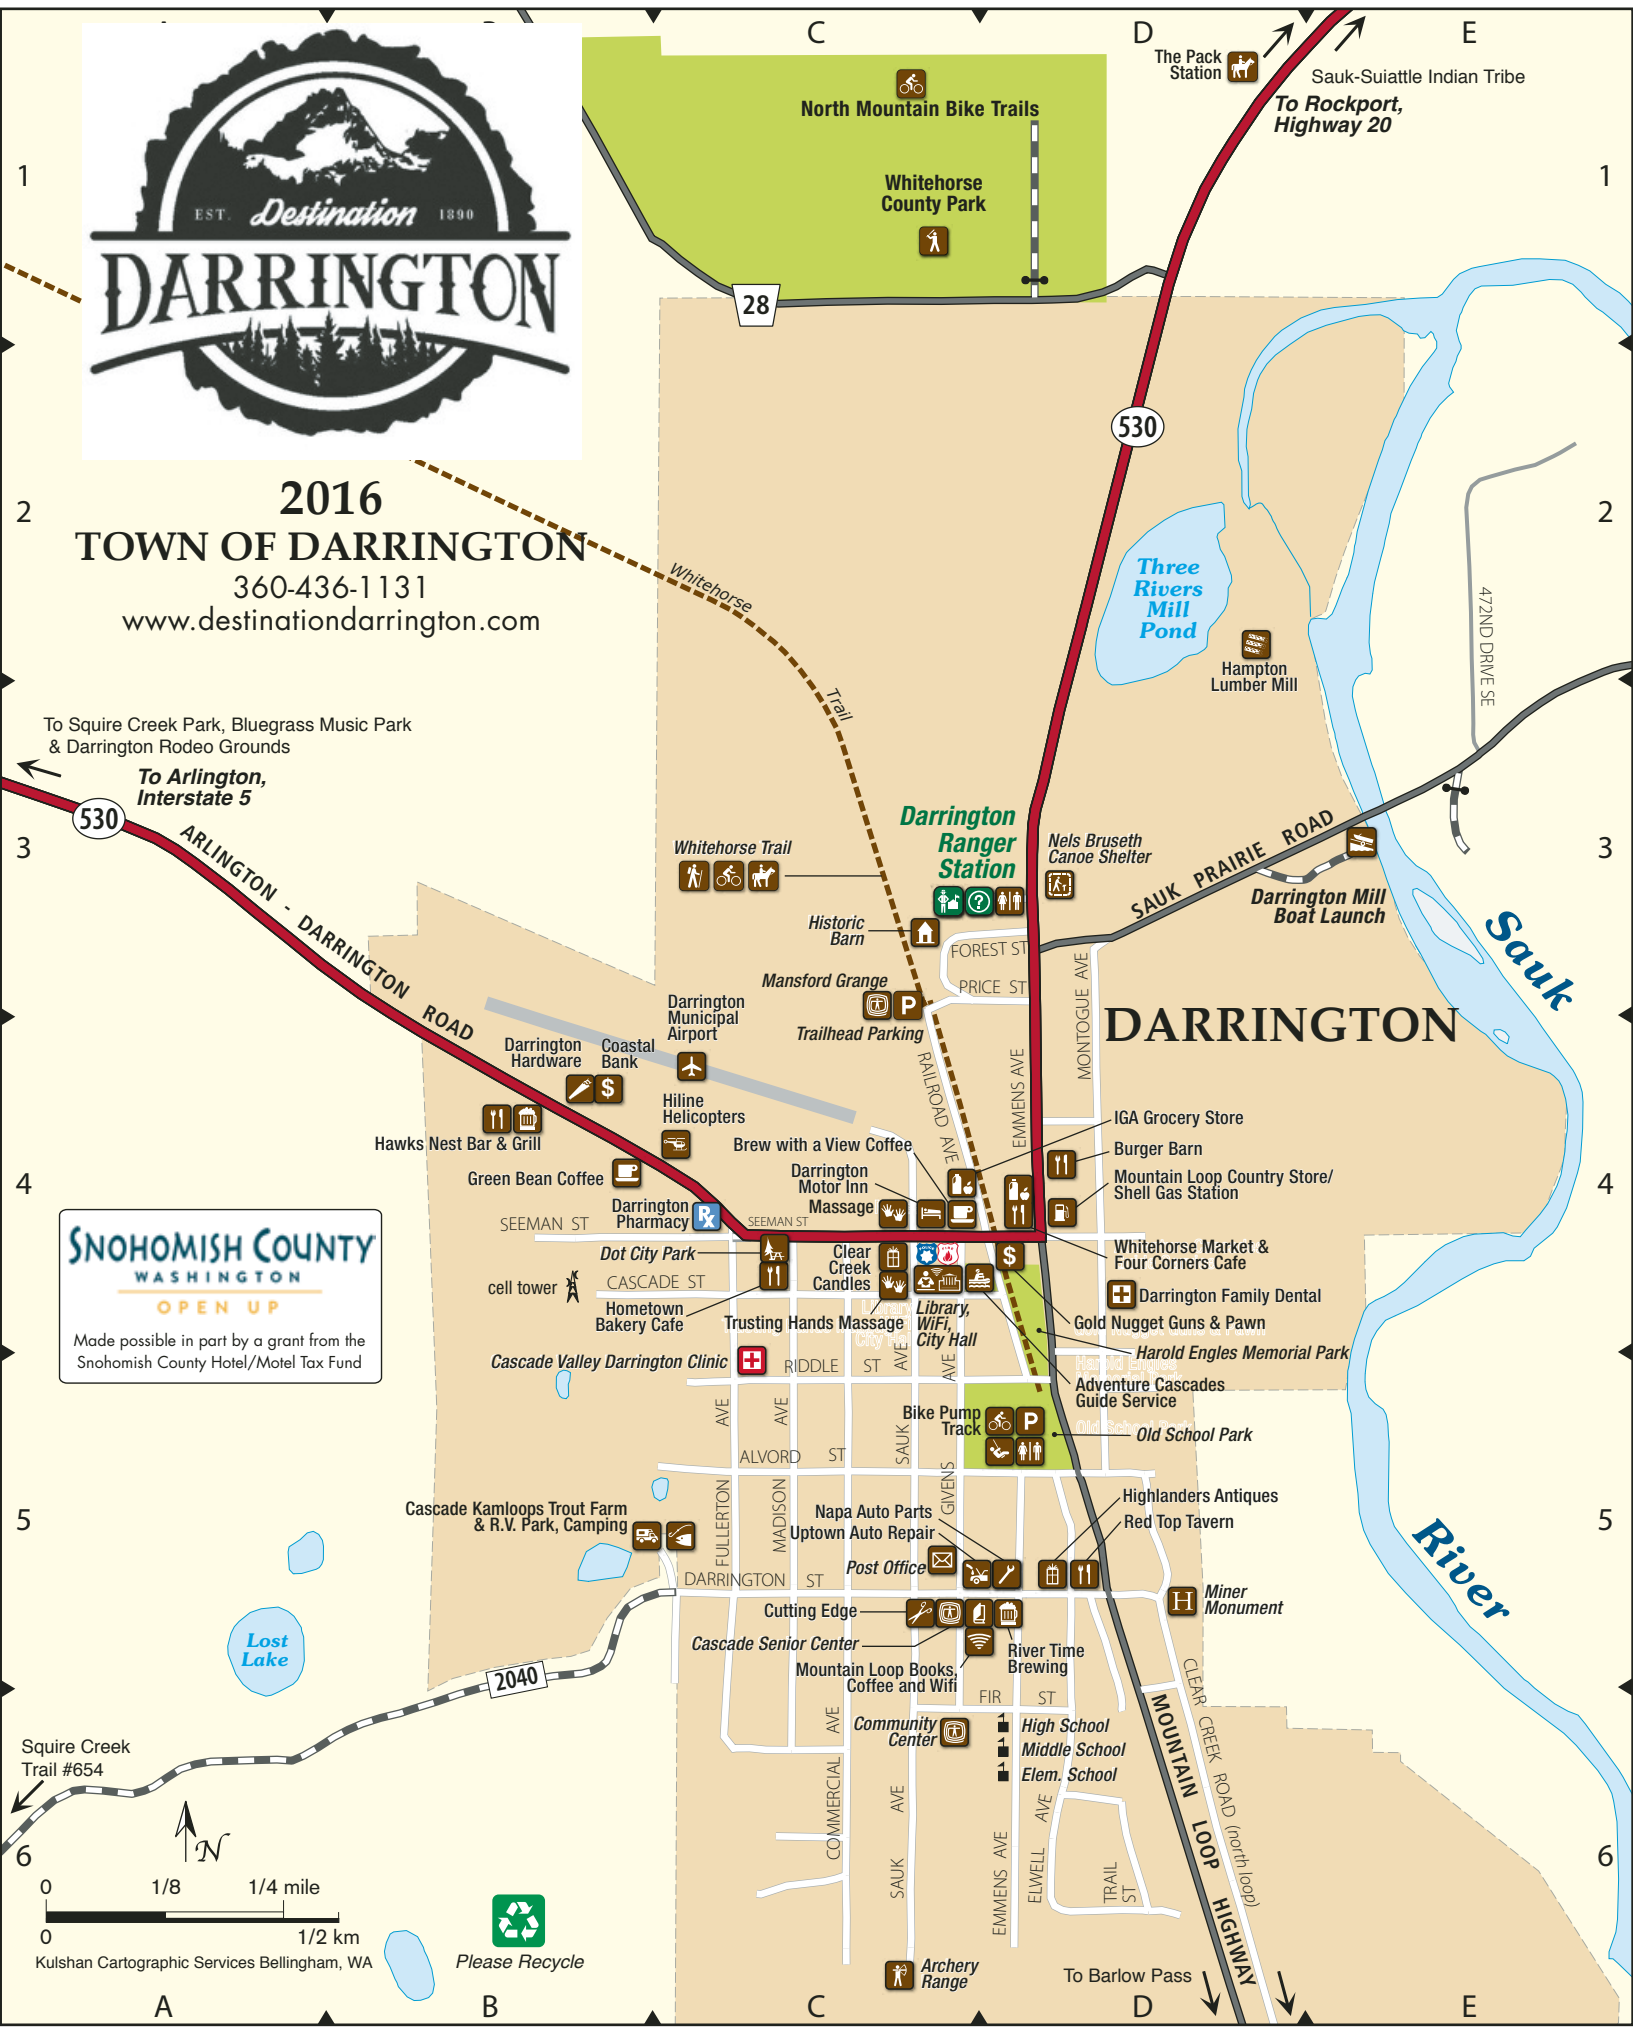 C
D
E
The Pack
Station
Sauk-Suiattle Indian Tribe
To Rockport,
Highway 20
North Mountain Bike Trails
1
Whitehorse
County Park
1
EST.
Destination
1890
DARRINGTON
28
530
2016
TOWN OF DARRINGTON
360-436-1131
www.destinationdarrington.com
2
2
Whitehorse
Trail
Three
Rivers
Mill
Pond
Hampton
Lumber Mill
472ND DRIVE SE
To Squire Creek Park, Bluegrass Music Park
& Darrington Rodeo Grounds
To Arlington,
Interstate 5
530
ARLINGTON - DARRINGTON ROAD
3
3
Whitehorse Trail
Darrington
Ranger
Station
Nels Bruseth
Canoe Shelter
SAUK PRAIRIE ROAD
Darrington Mill
Boat Launch
Historic
Barn
FOREST ST
PRICE ST
Mansford Grange
P
Trailhead Parking
MONTOGUE AVE
DARRINGTON
Sauk
Darrington
Municipal
Airport
Darrington
Hardware
Coastal
Bank
$
Hiline
Helicopters
Hawks Nest Bar & Grill
RAILROAD AVE
EMMENS AVE
IGA Grocery Store
Brew with a View Coffee
Burger Barn
Green Bean Coffee
Darrington
Motor Inn
Massage
Mountain Loop Country Store/
Shell Gas Station
4
4
Darrington
Pharmacy
Rx
SEEMAN ST
SEEMAN ST
Dot City Park
Clear
Creek
Candles
$
Whitehorse Market &
Four Corners Cafe
SNOHOMISH COUNTY
WASHINGTON
OPEN UP
Made possible in part by a grant from the
Snohomish County Hotel/Motel Tax Fund
cell tower
CASCADE ST
Darrington Family Dental
Hometown
Bakery Cafe
Trusting Hands Massage
Library,
WiFi,
City Hall
Gold Nugget Guns & Pawn
Harold Engles Memorial Park
Cascade Valley Darrington Clinic
RIDDLE ST
AVE
AVE
Adventure Cascades
Guide Service
Bike Pump
Track
P
Old School Park
AVE
AVE
ALVORD ST
SAUK
GIVENS
FULLERTON
MADISON
Highlanders Antiques
Red Top Tavern
Napa Auto Parts
Uptown Auto Repair
Cascade Kamloops Trout Farm
& R.V. Park, Camping
5
5
Post Office
DARRINGTON ST
H
Miner
Monument
River
Cutting Edge
Cascade Senior Center
River Time
Brewing
Mountain Loop Books,
Coffee and Wifi
Lost
Lake
2040
FIR ST
Community
Center
High School
Middle School
Elem. School
Squire Creek
Trail #654
COMMERCIAL AVE
SAUK AVE
EMMENS AVE
ELWELL AVE
TRAIL
ST
MOUNTAIN LOOP HIGHWAY
CLEAR CREEK ROAD (north loop)
N
6
6
0 1/8 1/4 mile
0 1/2 km
Kulshan Cartographic Services Bellingham, WA
Please Recycle
Archery
Range
To Barlow Pass
A
B
C
D
E